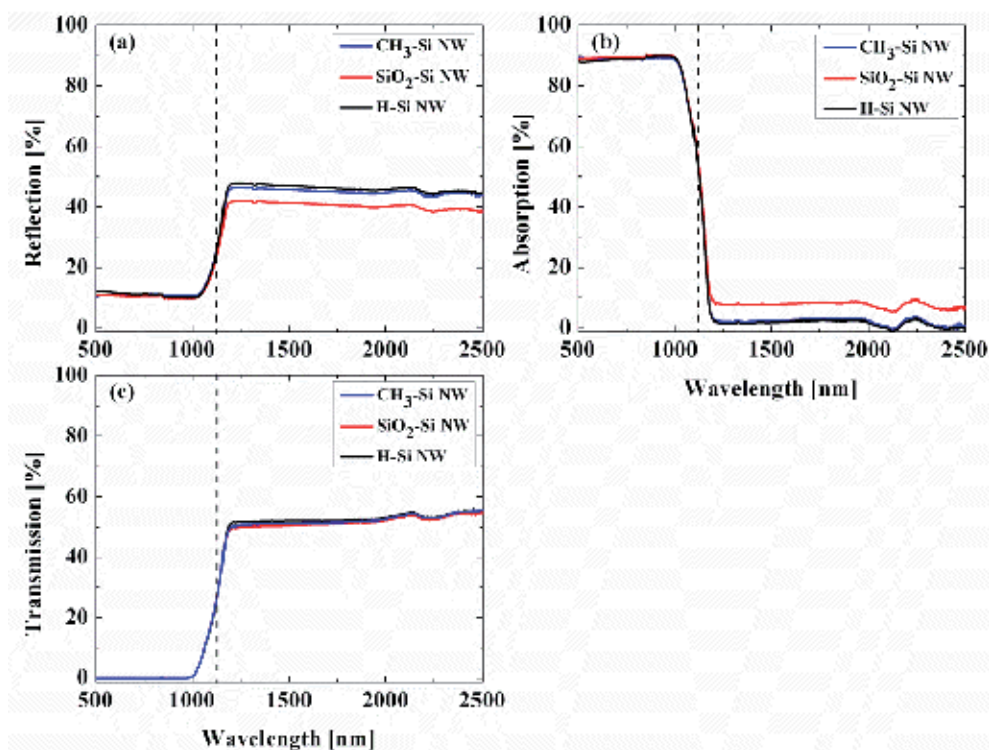 (a)
CH3-Si NW
SiO2-Si NW
H-Si NW
Reflection [%]
100
80
60
40
20
0
500 1000 1500 2000 2500
(b)
CH3-Si NW
SiO2-Si NW
H-Si NW
Absorption [%]
100
80
60
40
20
0
500 1000 1500 2000 2500
Wavelength [nm]
(c)
CH3-Si NW
SiO2-Si NW
H-Si NW
Transmission [%]
100
80
60
40
20
0
500 1000 1500 2000 2500
Wavelength [nm]